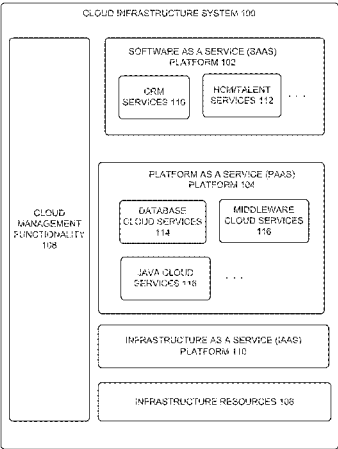 CLOUD INFRASTRUCTURE SYSTEM 100
SOFTWARE AS A SERVICE (SAAS)
PLATFORM 102
CRM
SERVICES 110
HCM/TALENT
SERVICES 112
. . .
PLATFORM AS A SERVICE (PAAS)
PLATFORM 104
DATABASE
CLOUD SERVICES
114
MIDDLEWARE
CLOUD SERVICES
116
JAVA CLOUD
SERVICES 118
. . .
CLOUD
MANAGEMENT
FUNCTIONALITY
108
INFRASTRUCTURE AS A SERVICE (IAAS)
PLATFORM 110
INFRASTRUCTURE RESOURCES 106